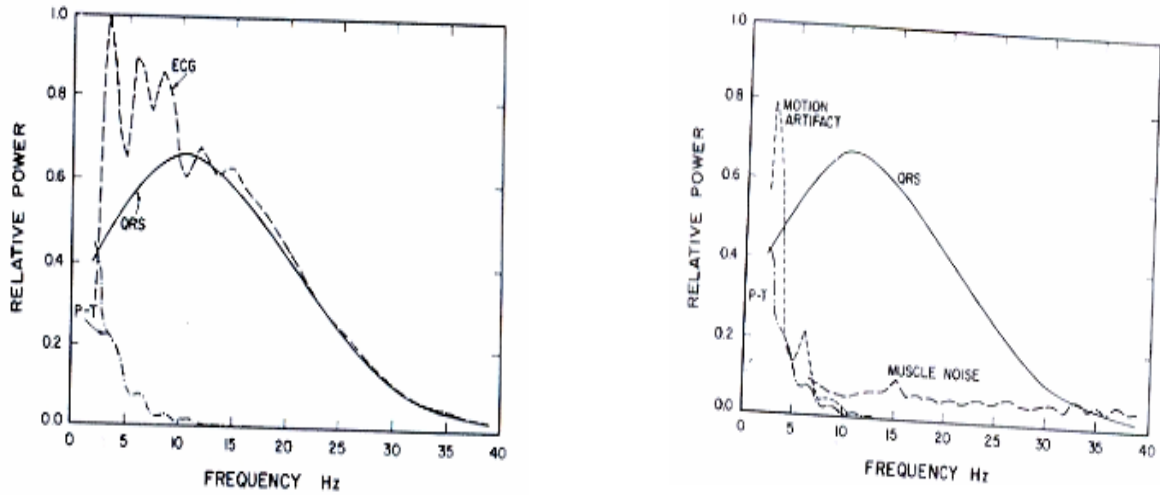 1.0
0.8
0.6
0.4
0.2
0.0
RELATIVE POWER
ECG
QRS
P-T
0 5 10 15 20 25 30 35 40
FREQUENCY Hz
1.0
0.8
0.6
0.4
0.2
0.0
RELATIVE POWER
MOTION
ARTIFACT
QRS
P-T
MUSCLE NOISE
0 5 10 15 20 25 30 35 40
FREQUENCY Hz